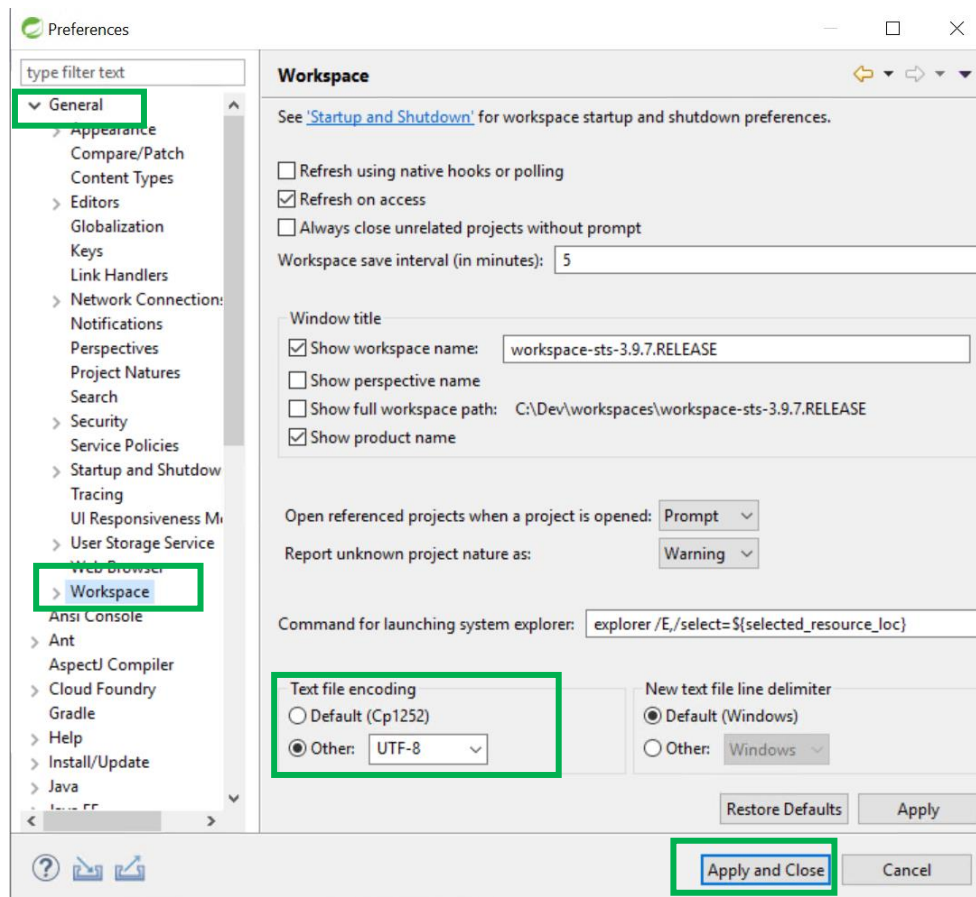 Preferences
type filter text
General
Appearance
Compare/Patch
Content Types
Editors
Globalization
Keys
Link Handlers
Network Connections
Notifications
Perspectives
Project Natures
Search
Security
Service Policies
Startup and Shutdow
Tracing
UI Responsiveness M
User Storage Service
Web Browser
Workspace
Ansi Console
Ant
AspectJ Compiler
Cloud Foundry
Gradle
Help
Install/Update
Java
Java EE
Workspace
See 'Startup and Shutdown' for workspace startup and shutdown preferences.
Refresh using native hooks or polling
Refresh on access
Always close unrelated projects without prompt
Workspace save interval (in minutes): 5
Window title
Show workspace name: workspace-sts-3.9.7.RELEASE
Show perspective name
Show full workspace path: C:\Dev\workspaces\workspace-sts-3.9.7.RELEASE
Show product name
Open referenced projects when a project is opened: Prompt
Report unknown project nature as: Warning
Command for launching system explorer: explorer /E,/select=${selected_resource_loc}
Text file encoding
Default (Cp1252)
Other: UTF-8
New text file line delimiter
Default (Windows)
Other: Windows
Restore Defaults Apply
Apply and Close Cancel